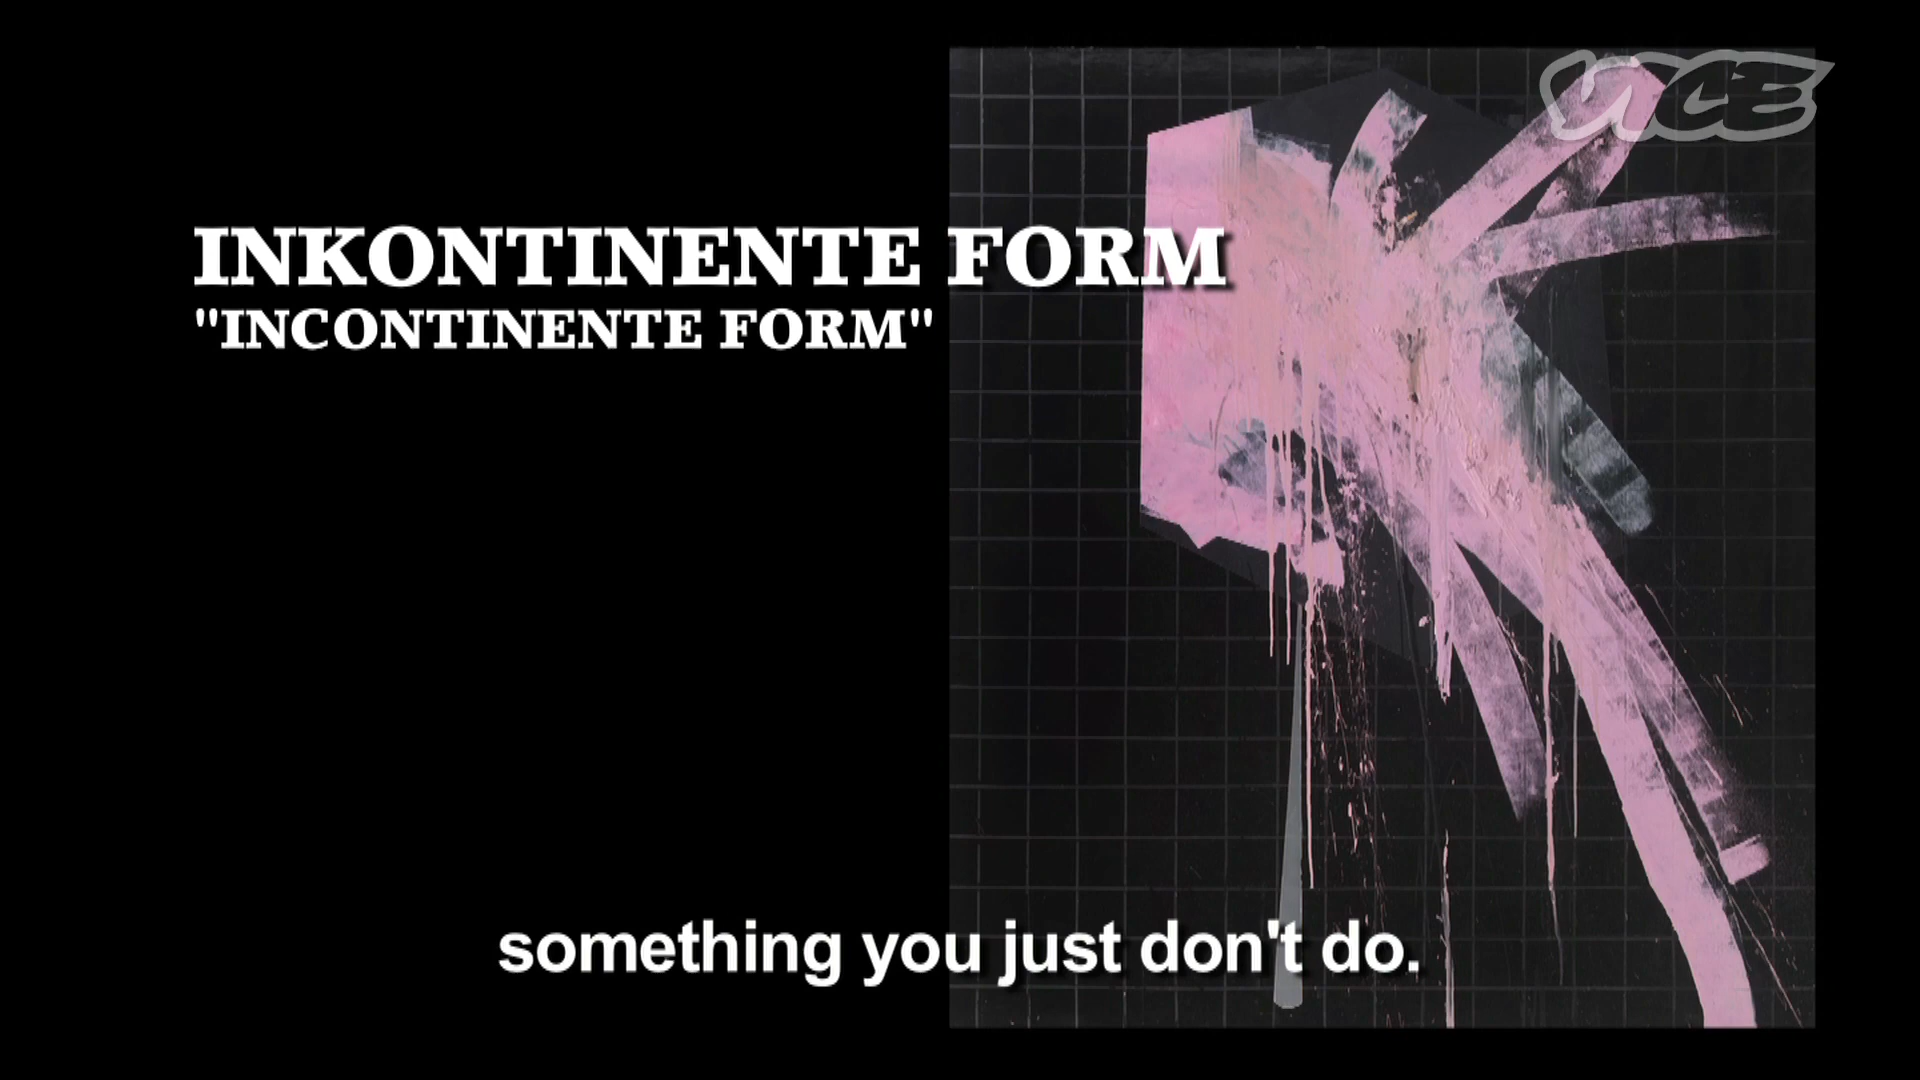 VICE
INKONTINENTE FORM
"INCONTINENTE FORM"
something you just don't do.